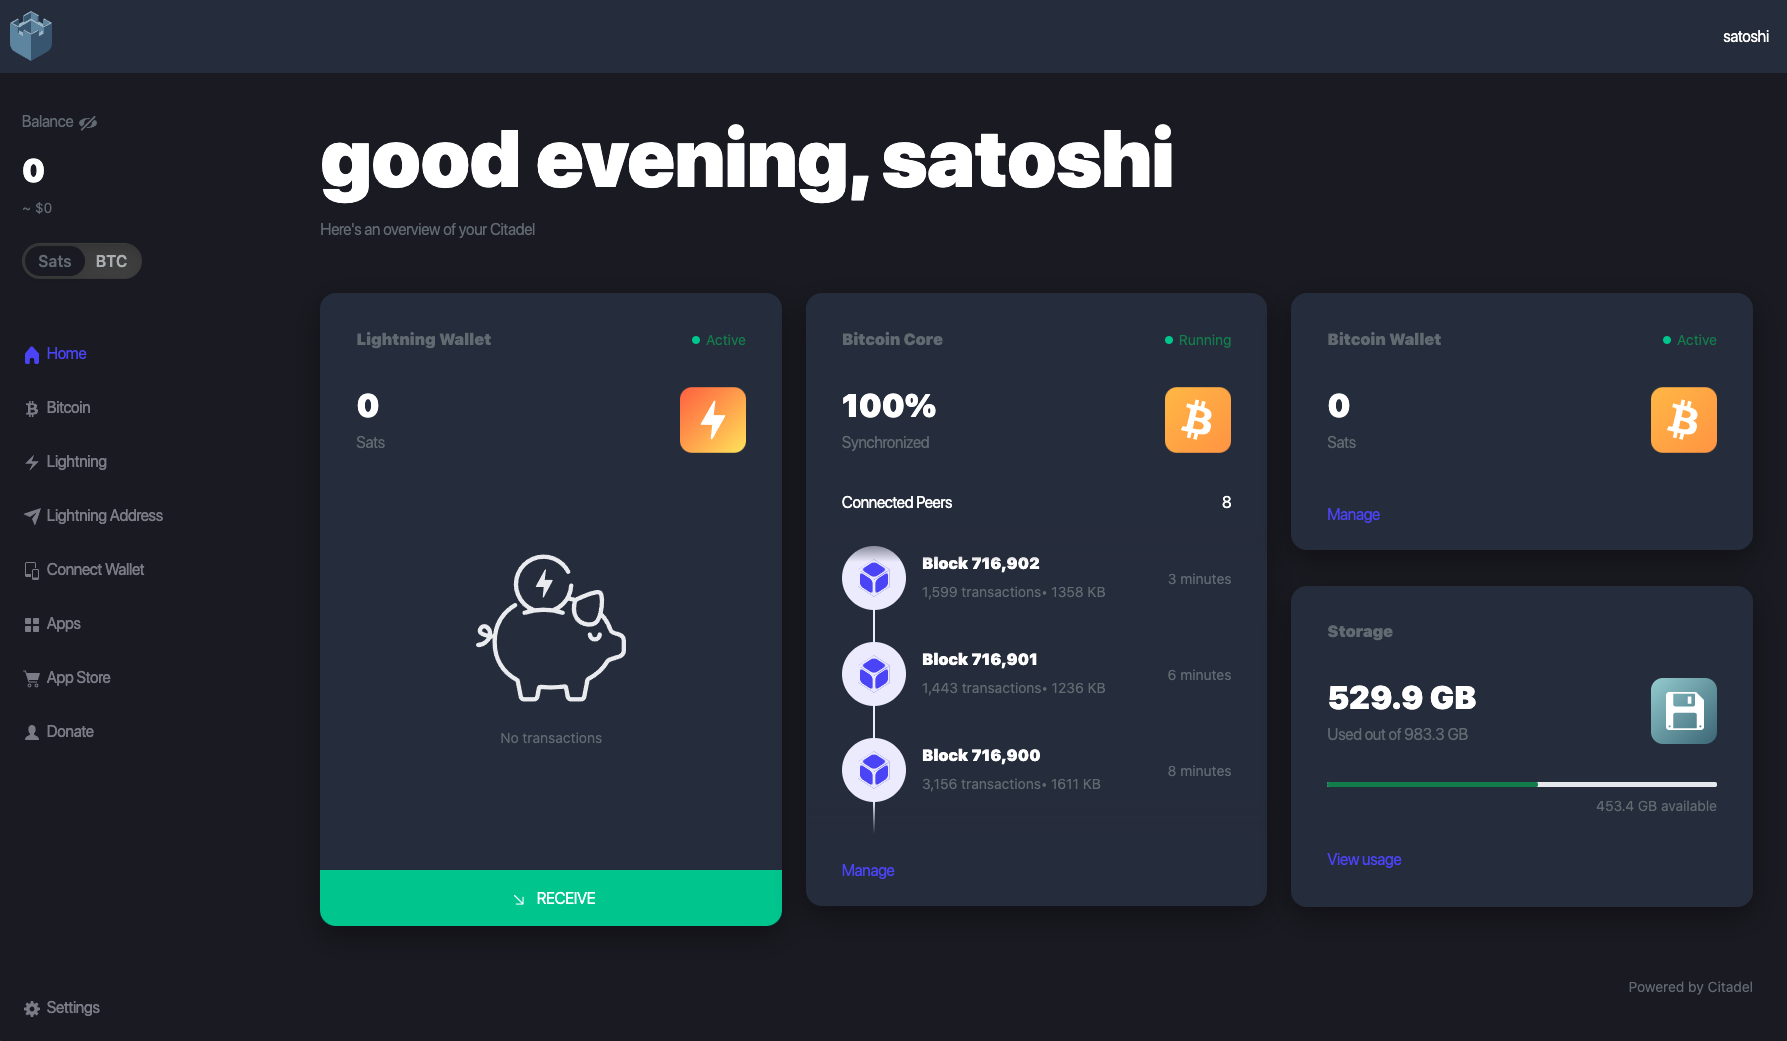 satoshi
Balance
0
~ $0
Sats BTC
Home
Bitcoin
Lightning
Lightning Address
Connect Wallet
Apps
App Store
Donate
Settings
good evening, satoshi
Here's an overview of your Citadel
Lightning Wallet
Active
0
Sats
No transactions
RECEIVE
Bitcoin Core
Running
100%
Synchronized
Connected Peers 8
Block 716,902
1,599 transactions• 1358 KB
3 minutes
Block 716,901
1,443 transactions• 1236 KB
6 minutes
Block 716,900
3,156 transactions• 1611 KB
8 minutes
Manage
Bitcoin Wallet
Active
0
Sats
Manage
Storage
529.9 GB
Used out of 983.3 GB
453.4 GB available
View usage
Powered by Citadel